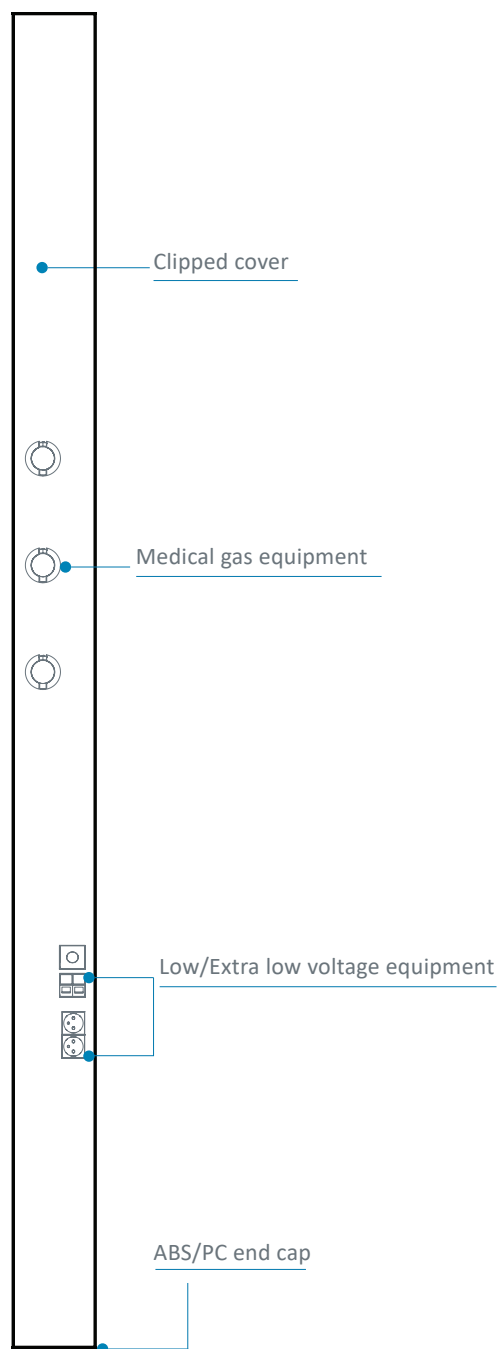 Clipped cover
Medical gas equipment
Low/Extra low voltage equipment
ABS/PC end cap